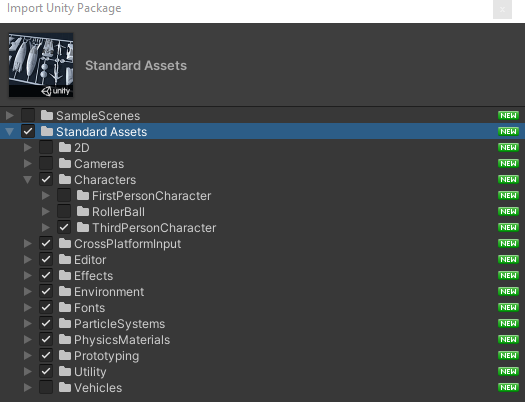 Import Unity Package
x
Standard Assets
unity
SampleScenes NEW
Standard Assets NEW
2D NEW
Cameras NEW
Characters NEW
FirstPersonCharacter NEW
RollerBall NEW
ThirdPersonCharacter NEW
CrossPlatformInput NEW
Editor NEW
Effects NEW
Environment NEW
Fonts NEW
ParticleSystems NEW
PhysicsMaterials NEW
Prototyping NEW
Utility NEW
Vehicles NEW